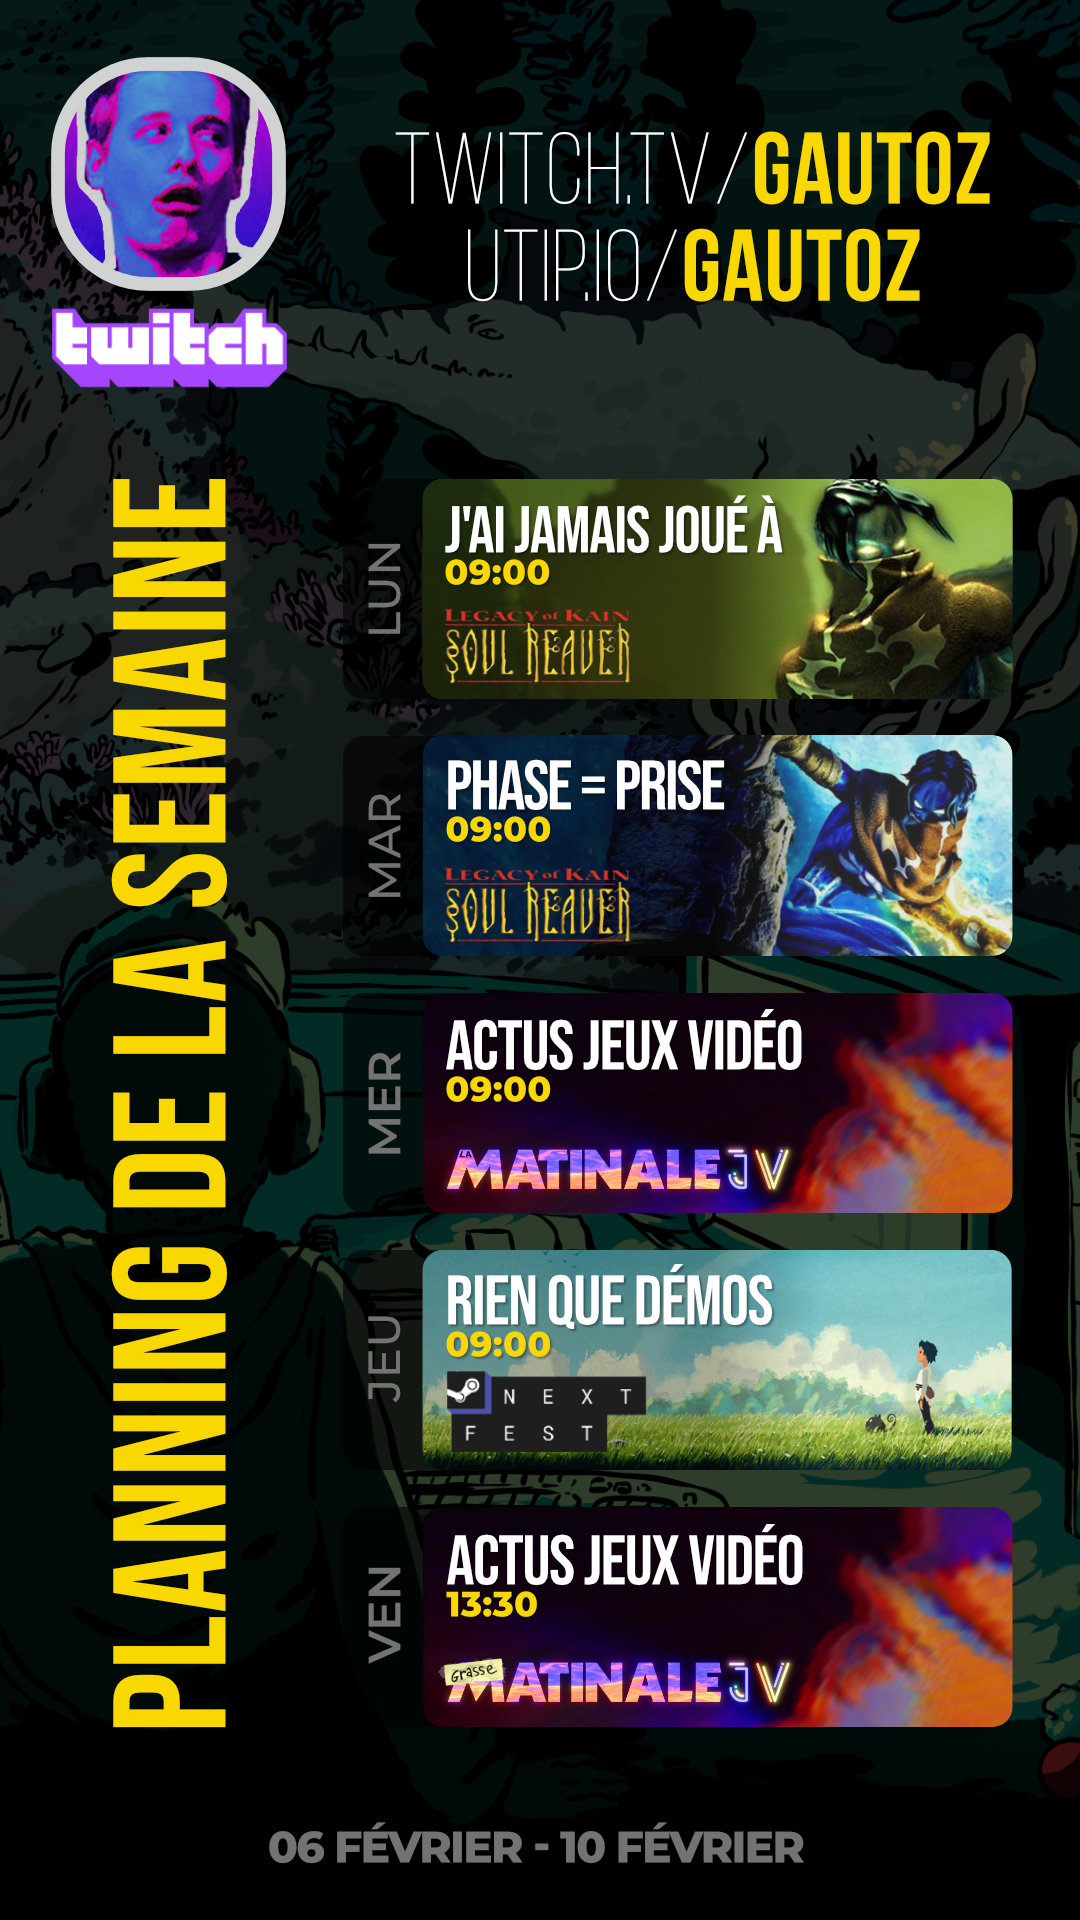 TWITCH.TV/GAUTOZ
UTIP.IO/GAUTOZ
twitch
PLANNING DE LA SEMAINE
LUN
J'AI JAMAIS JOUÉ À
09:00
LEGACY of KAIN
SOUL REAVER
MAR
PHASE = PRISE
09:00
LEGACY of KAIN
SOUL REAVER
MER
ACTUS JEUX VIDÉO
09:00
LA MATINALE JV
JEU
RIEN QUE DÉMOS
09:00
NEXT
FEST
VEN
ACTUS JEUX VIDÉO
13:30
Grasse MATINALE JV
06 FÉVRIER - 10 FÉVRIER